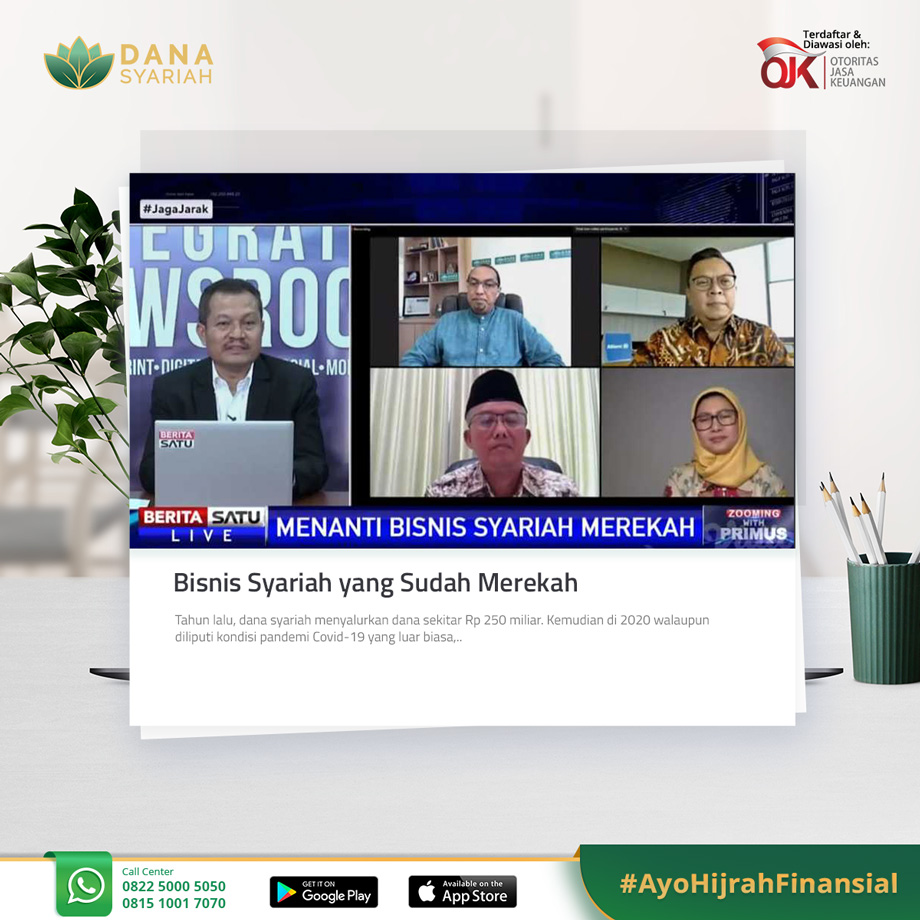 DANA
SYARIAH
Terdaftar &
Diawasi oleh:
OJK
OTORITAS
JASA
KEUANGAN
#JagaJarak
EGRAT
WSROO
RINT•DIGIT
IAL•MO
BERITA
SATU
Allianz
BERITA SATU
LIVE
MENANTI BISNIS SYARIAH MEREKAH
ZOOMING
WITH
PRIMUS
Bisnis Syariah yang Sudah Merekah
Tahun lalu, dana syariah menyalurkan dana sekitar Rp 250 miliar. Kemudian di 2020 walaupun
diliputi kondisi pandemi Covid-19 yang luar biasa,..
Call Center
0822 5000 5050
0815 1001 7070
GET IT ON
Google Play
Available on the
App Store
#AyoHijrahFinansial